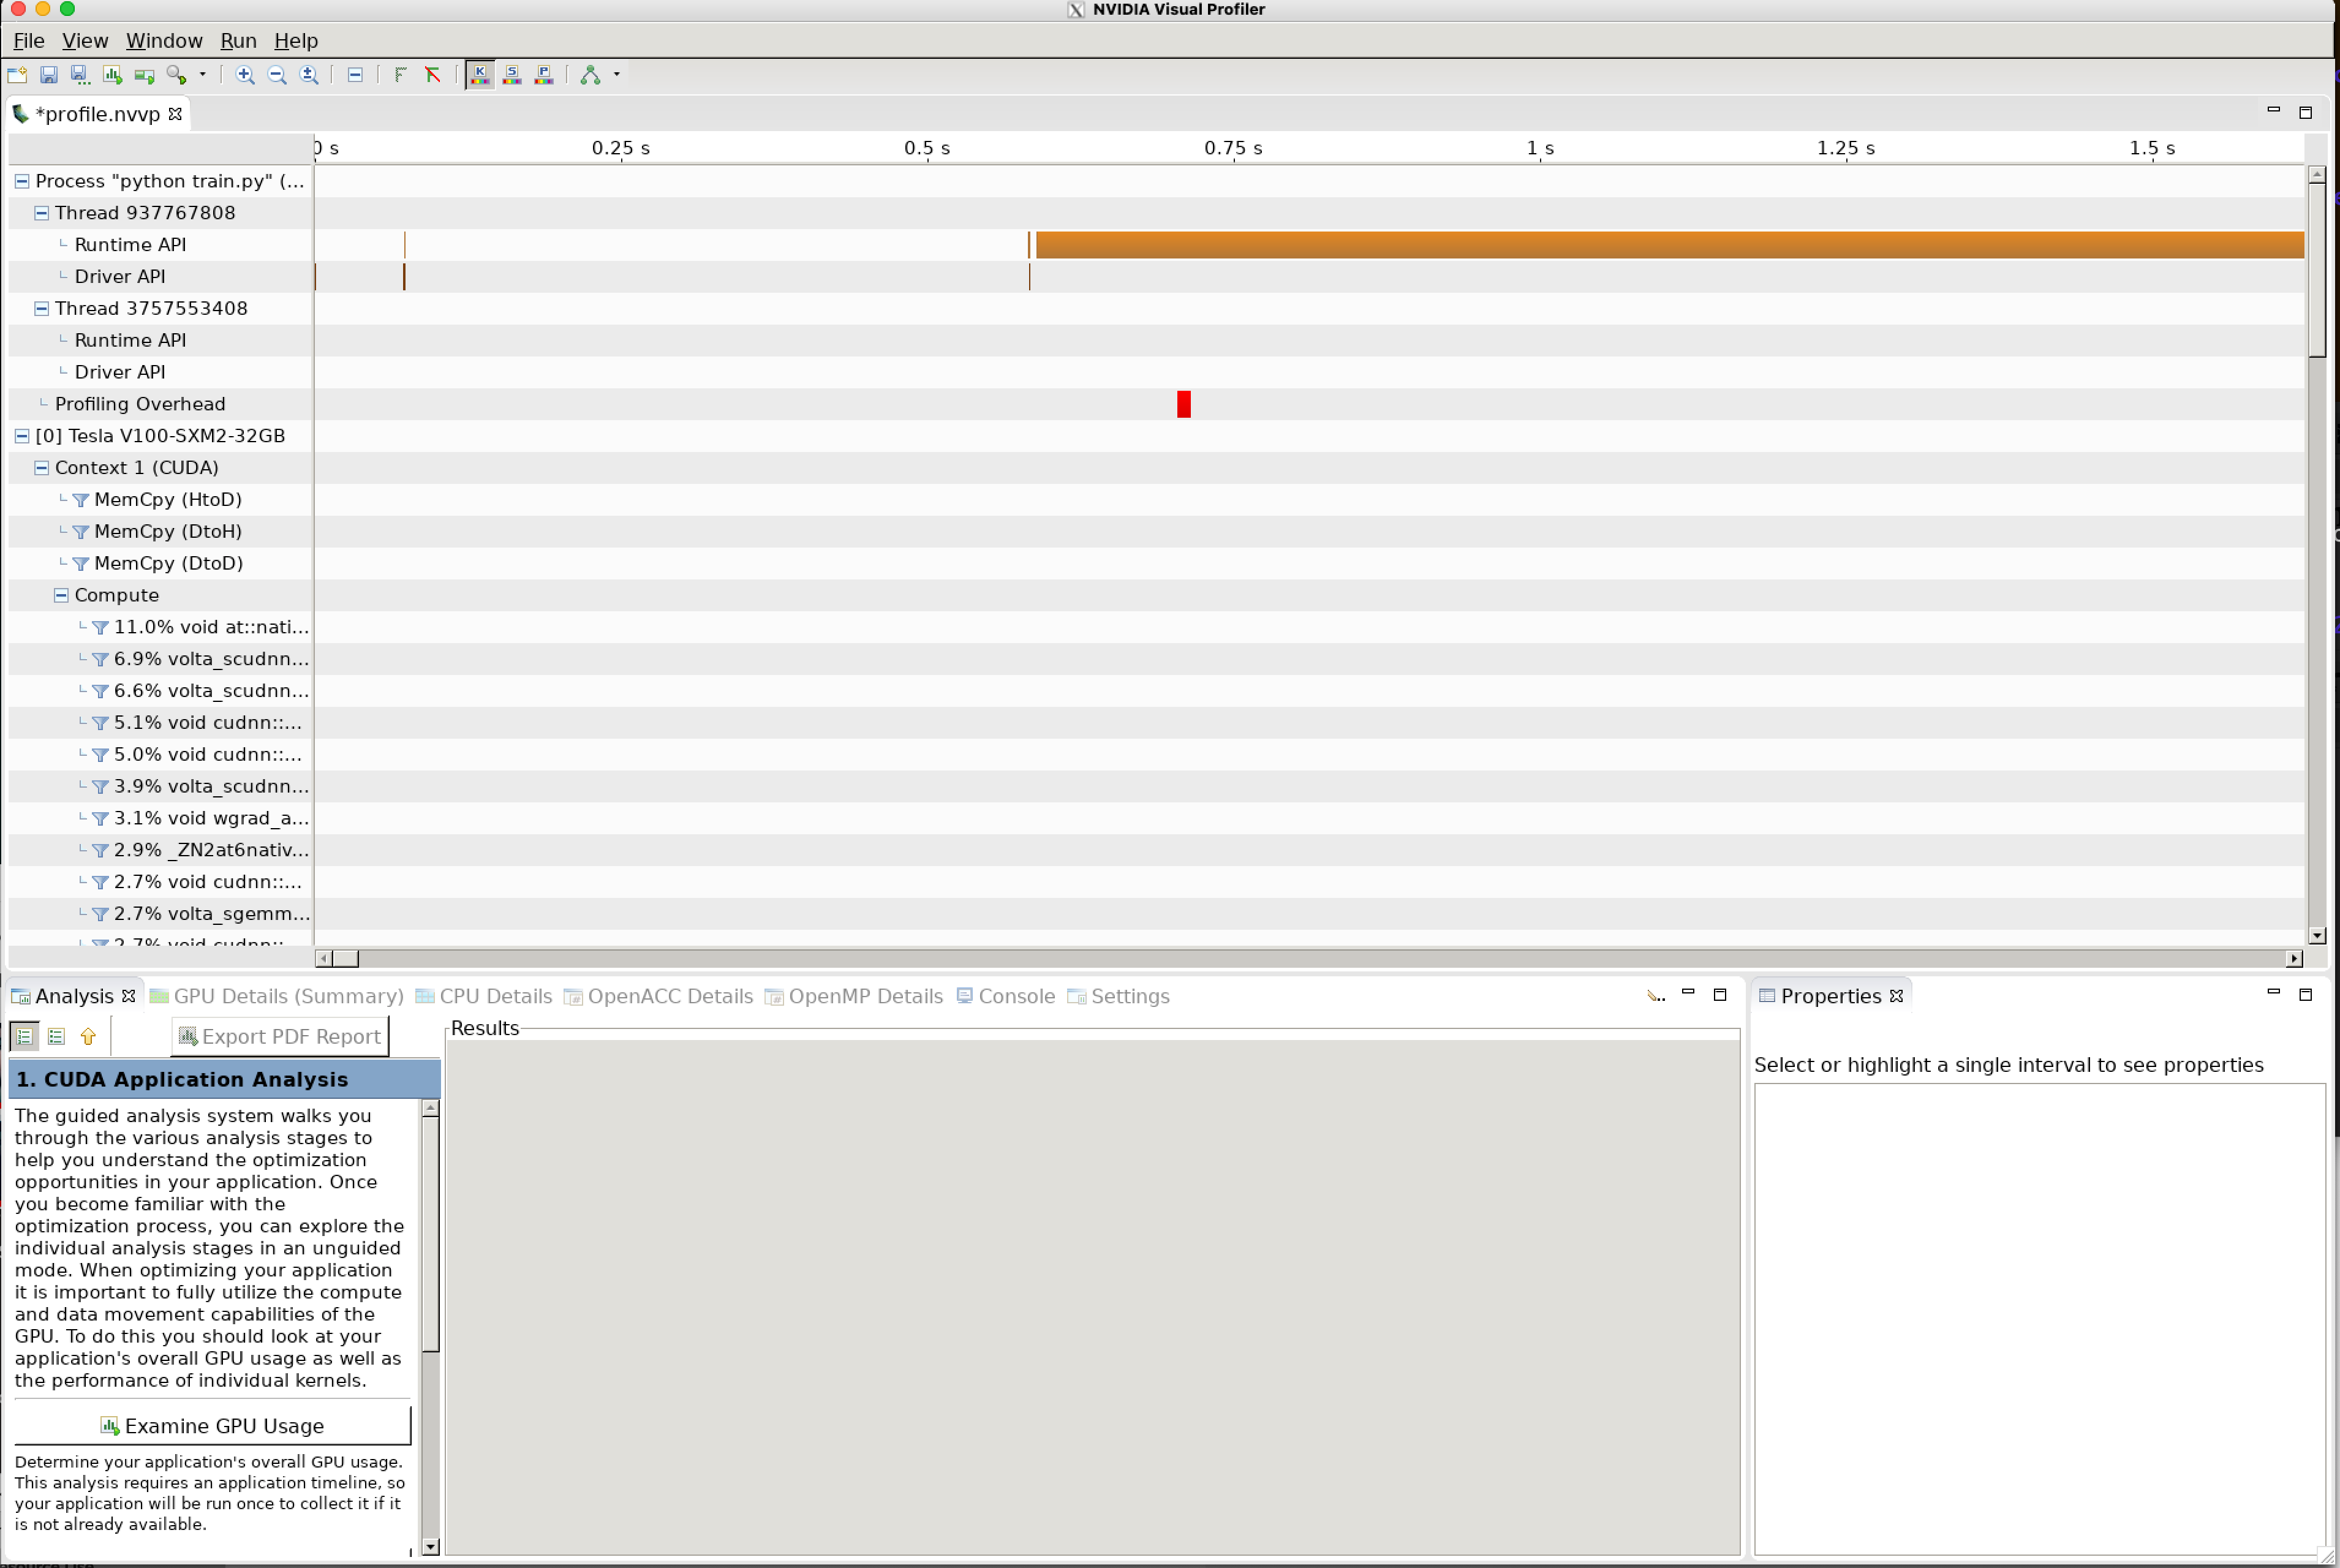 NVIDIA Visual Profiler
File View Window Run Help
*profile.nvvp
0 s 0.25 s 0.5 s 0.75 s 1 s 1.25 s 1.5 s
Process "python train.py" (...
Thread 937767808
Runtime API
Driver API
Thread 3757553408
Runtime API
Driver API
Profiling Overhead
[0] Tesla V100-SXM2-32GB
Context 1 (CUDA)
MemCpy (HtoD)
MemCpy (DtoH)
MemCpy (DtoD)
Compute
11.0% void at::nati...
6.9% volta_scudnn...
6.6% volta_scudnn...
5.1% void cudnn::...
5.0% void cudnn::...
3.9% volta_scudnn...
3.1% void wgrad_a...
2.9% _ZN2at6nativ...
2.7% void cudnn::...
2.7% volta_sgemm...
2.7% void cudnn::
Analysis GPU Details (Summary) CPU Details OpenACC Details OpenMP Details Console Settings
Export PDF Report
1. CUDA Application Analysis
The guided analysis system walks you
through the various analysis stages to
help you understand the optimization
opportunities in your application. Once
you become familiar with the
optimization process, you can explore the
individual analysis stages in an unguided
mode. When optimizing your application
it is important to fully utilize the compute
and data movement capabilities of the
GPU. To do this you should look at your
application's overall GPU usage as well as
the performance of individual kernels.
Examine GPU Usage
Determine your application's overall GPU usage.
This analysis requires an application timeline, so
your application will be run once to collect it if it
is not already available.
Results
Properties
Select or highlight a single interval to see properties